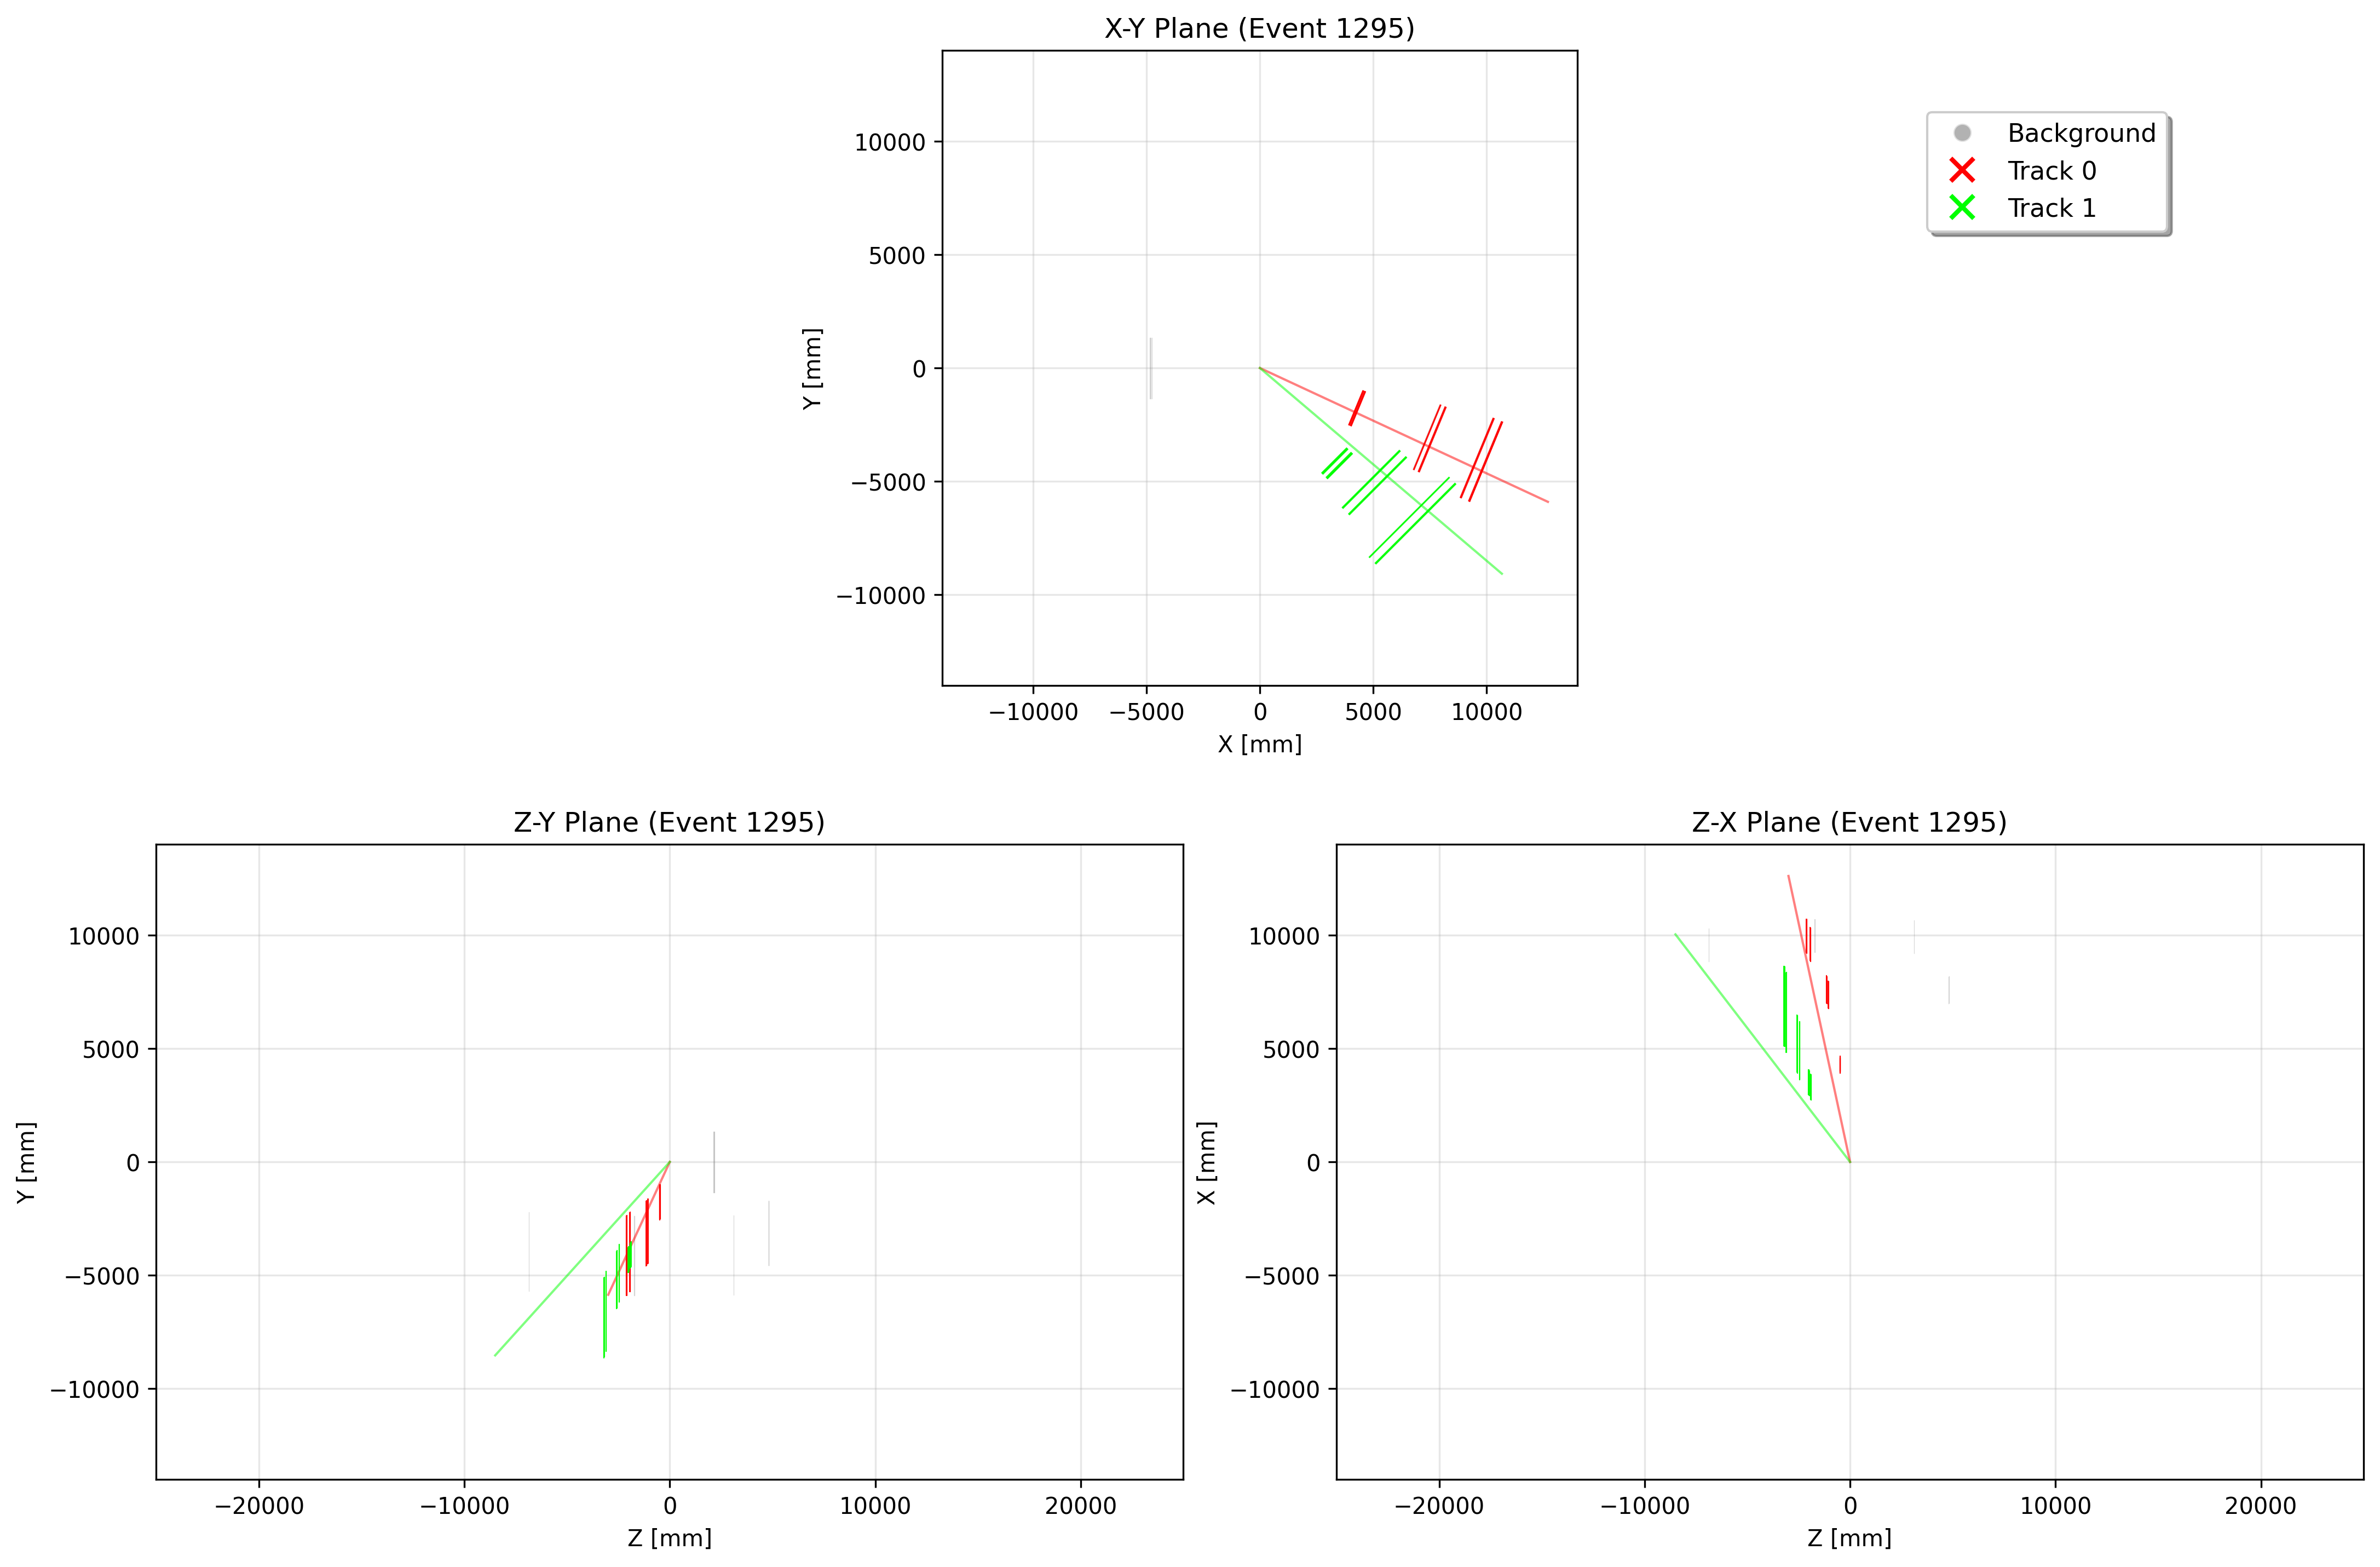 X-Y Plane (Event 1295)
Background
Track 0
Track 1
10000
5000
0
−5000
−10000
Y [mm]
−10000 −5000 0 5000 10000
X [mm]
Z-Y Plane (Event 1295)
10000
5000
0
−5000
−10000
Y [mm]
−20000 −10000 0 10000 20000
Z [mm]
Z-X Plane (Event 1295)
10000
5000
0
−5000
−10000
X [mm]
−20000 −10000 0 10000 20000
Z [mm]